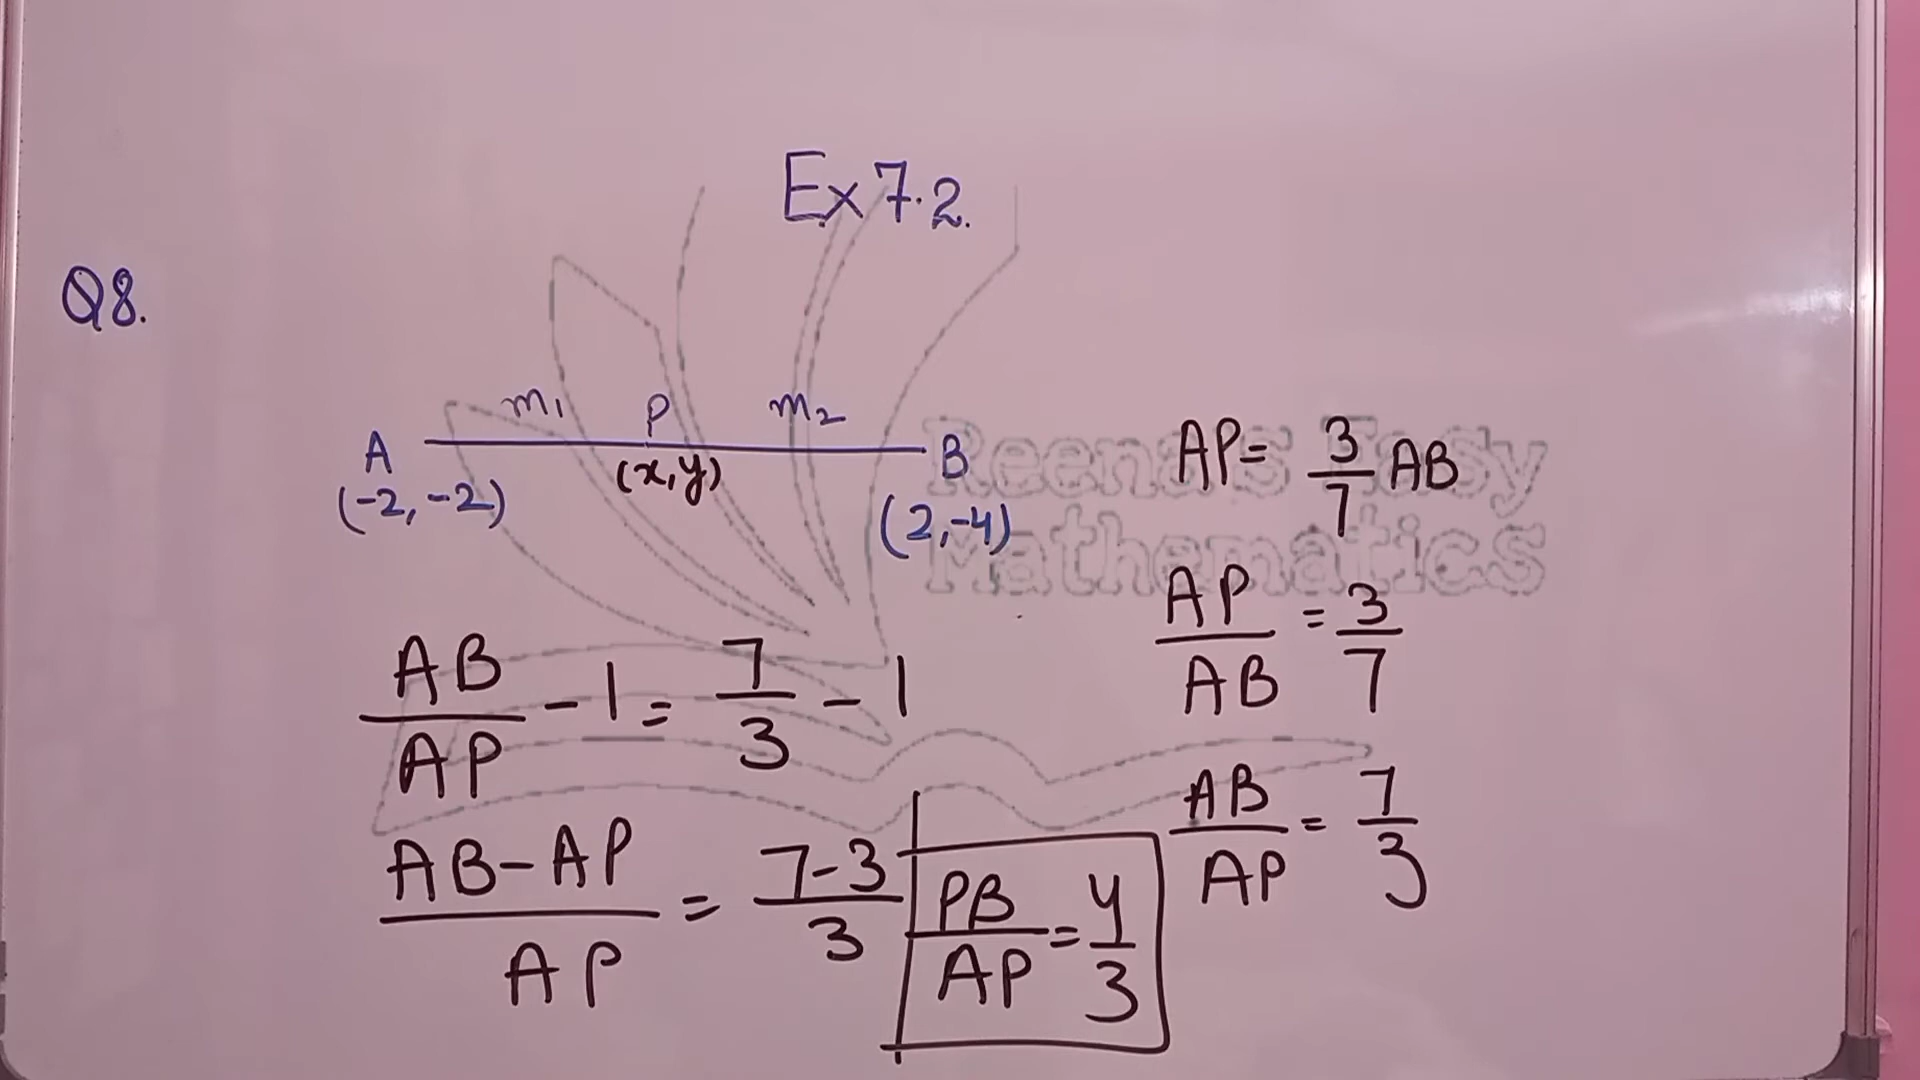 Ex 7.2.
Q8.
m1 P m2
A (x,y) B
(-2, -2) (2,-4)
AP = 3/7 AB
AP/AB = 3/7
AB/AP = 7/3
AB/AP - 1 = 7/3 - 1
AB-AP/AP = 7-3/3
PB/AP = 4/3
Reena's Easy
Mathematics